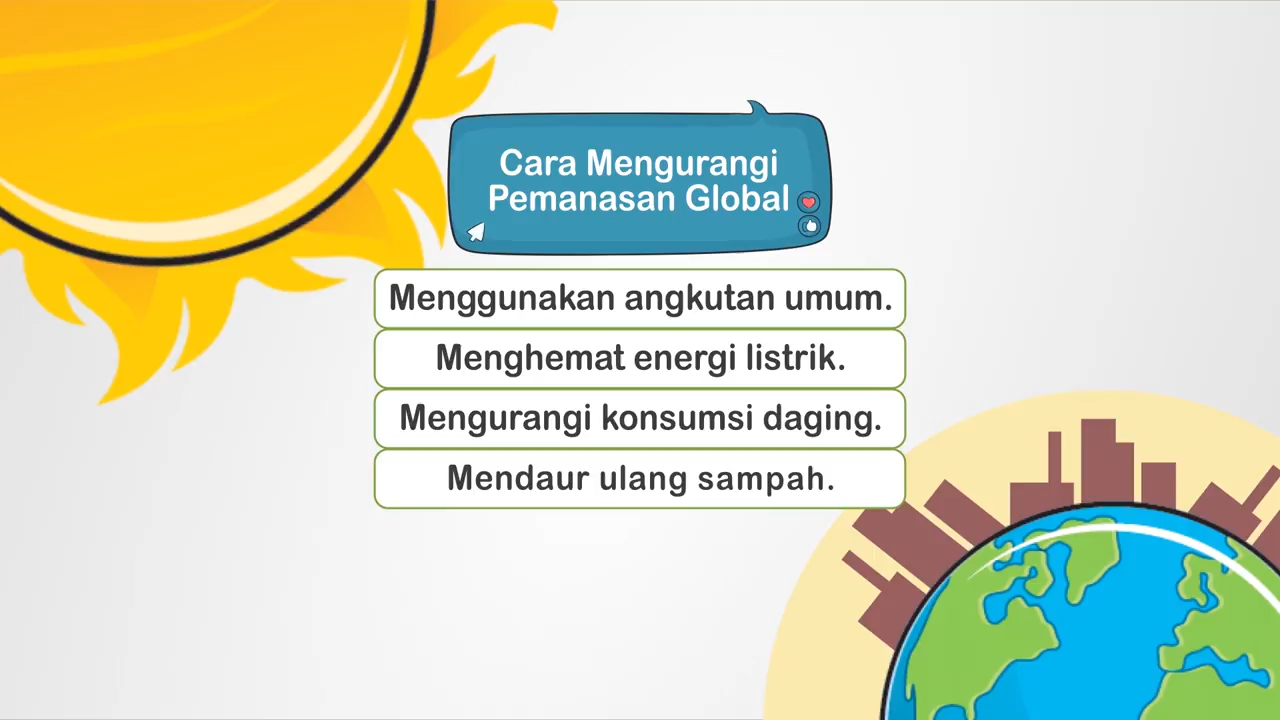 Cara Mengurangi
Pemanasan Global
Menggunakan angkutan umum.
Menghemat energi listrik.
Mengurangi konsumsi daging.
Mendaur ulang sampah.